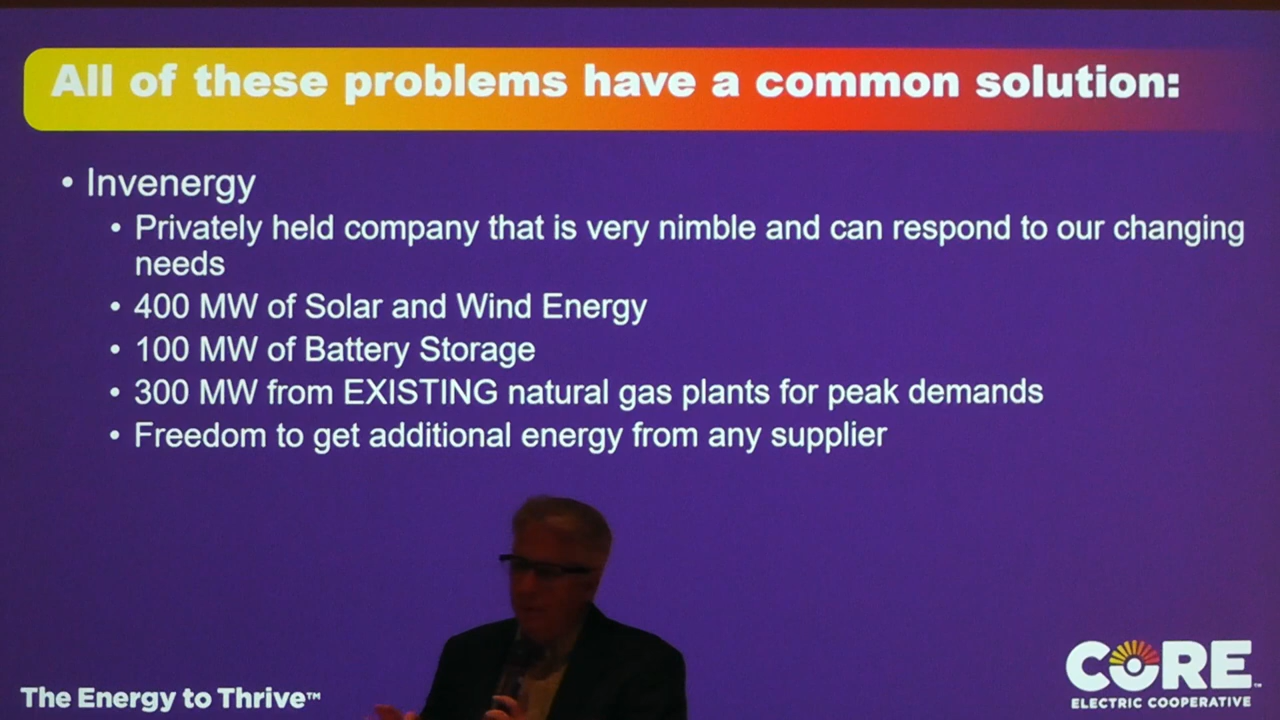 All of these problems have a common solution:
• Invenergy
• Privately held company that is very nimble and can respond to our changing
needs
• 400 MW of Solar and Wind Energy
• 100 MW of Battery Storage
• 300 MW from EXISTING natural gas plants for peak demands
• Freedom to get additional energy from any supplier
The Energy to Thrive™
CORE™
ELECTRIC COOPERATIVE